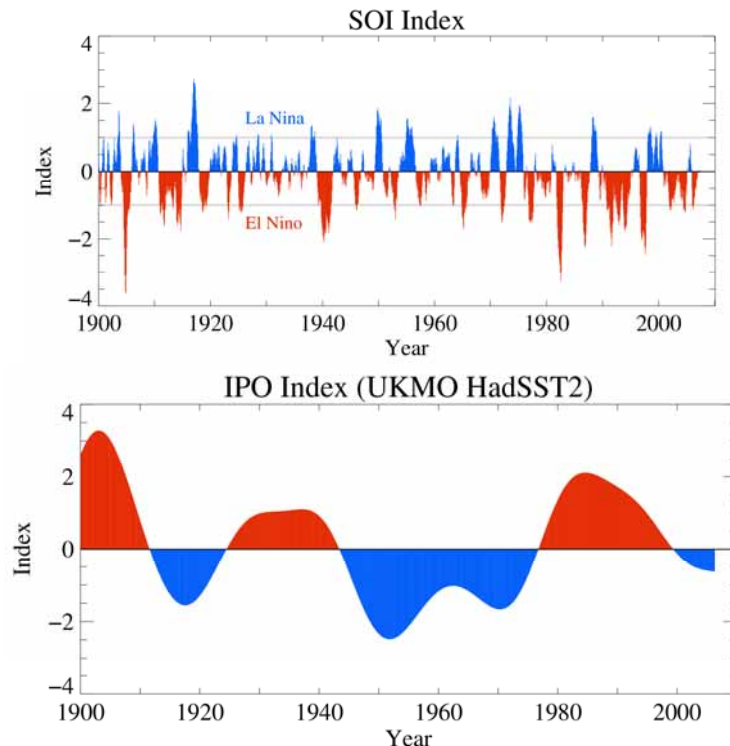 SOI Index
4
2
0
−2
−4
Index
La Nina
El Nino
1900 1920 1940 1960 1980 2000
Year
IPO Index (UKMO HadSST2)
4
2
0
−2
−4
Index
1900 1920 1940 1960 1980 2000
Year